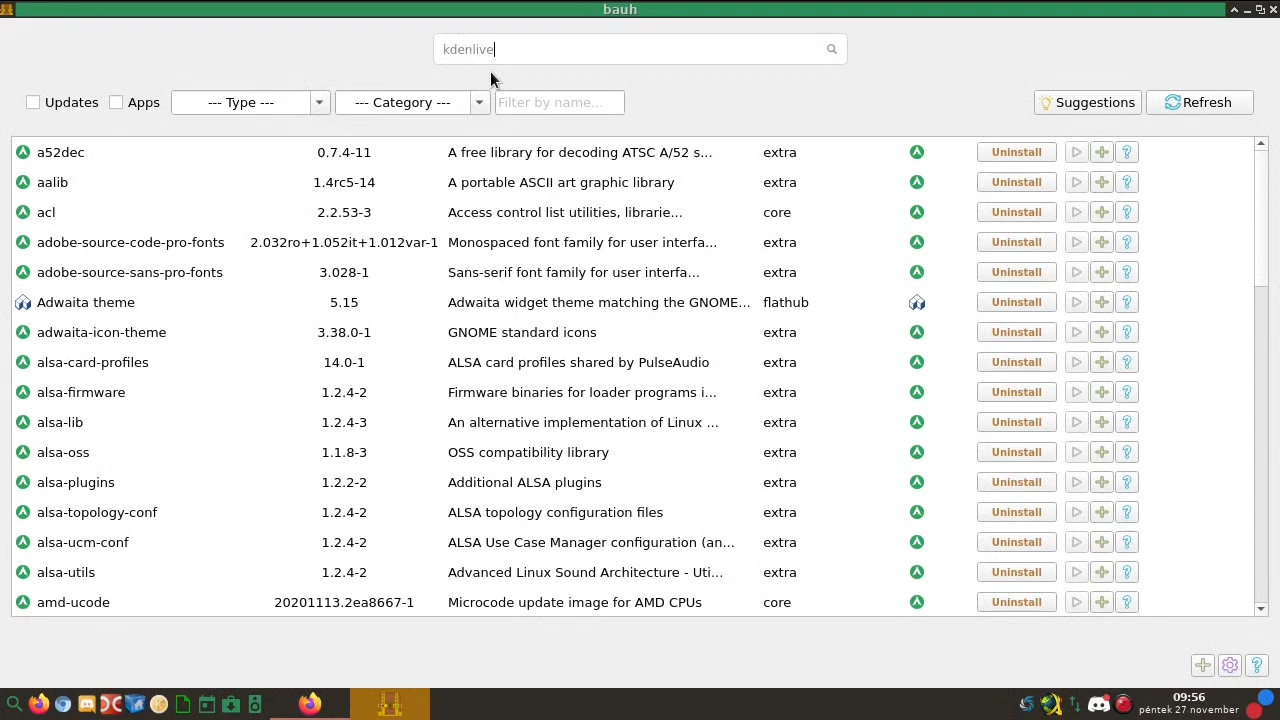 bauh
kdenlive
Updates Apps --- Type --- --- Category --- Filter by name... Suggestions Refresh
a52dec 0.7.4-11 A free library for decoding ATSC A/52 s... extra Uninstall
aalib 1.4rc5-14 A portable ASCII art graphic library extra Uninstall
acl 2.2.53-3 Access control list utilities, librarie... core Uninstall
adobe-source-code-pro-fonts 2.032ro+1.052it+1.012var-1 Monospaced font family for user interfa... extra Uninstall
adobe-source-sans-pro-fonts 3.028-1 Sans-serif font family for user interfa... extra Uninstall
Adwaita theme 5.15 Adwaita widget theme matching the GNOME... flathub Uninstall
adwaita-icon-theme 3.38.0-1 GNOME standard icons extra Uninstall
alsa-card-profiles 14.0-1 ALSA card profiles shared by PulseAudio extra Uninstall
alsa-firmware 1.2.4-2 Firmware binaries for loader programs i... extra Uninstall
alsa-lib 1.2.4-3 An alternative implementation of Linux ... extra Uninstall
alsa-oss 1.1.8-3 OSS compatibility library extra Uninstall
alsa-plugins 1.2.2-2 Additional ALSA plugins extra Uninstall
alsa-topology-conf 1.2.4-2 ALSA topology configuration files extra Uninstall
alsa-ucm-conf 1.2.4-2 ALSA Use Case Manager configuration (an... extra Uninstall
alsa-utils 1.2.4-2 Advanced Linux Sound Architecture - Uti... extra Uninstall
amd-ucode 20201113.2ea8667-1 Microcode update image for AMD CPUs core Uninstall
09:56
péntek 27 november